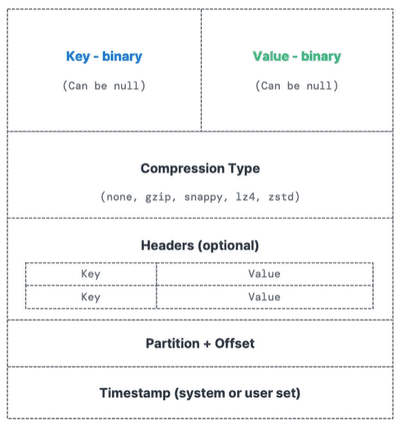 Key - binary
Value - binary
(Can be null)
(Can be null)
Compression Type
(none, gzip, snappy, lz4, zstd)
Headers (optional)
Key Value
Key Value
Partition + Offset
Timestamp (system or user set)